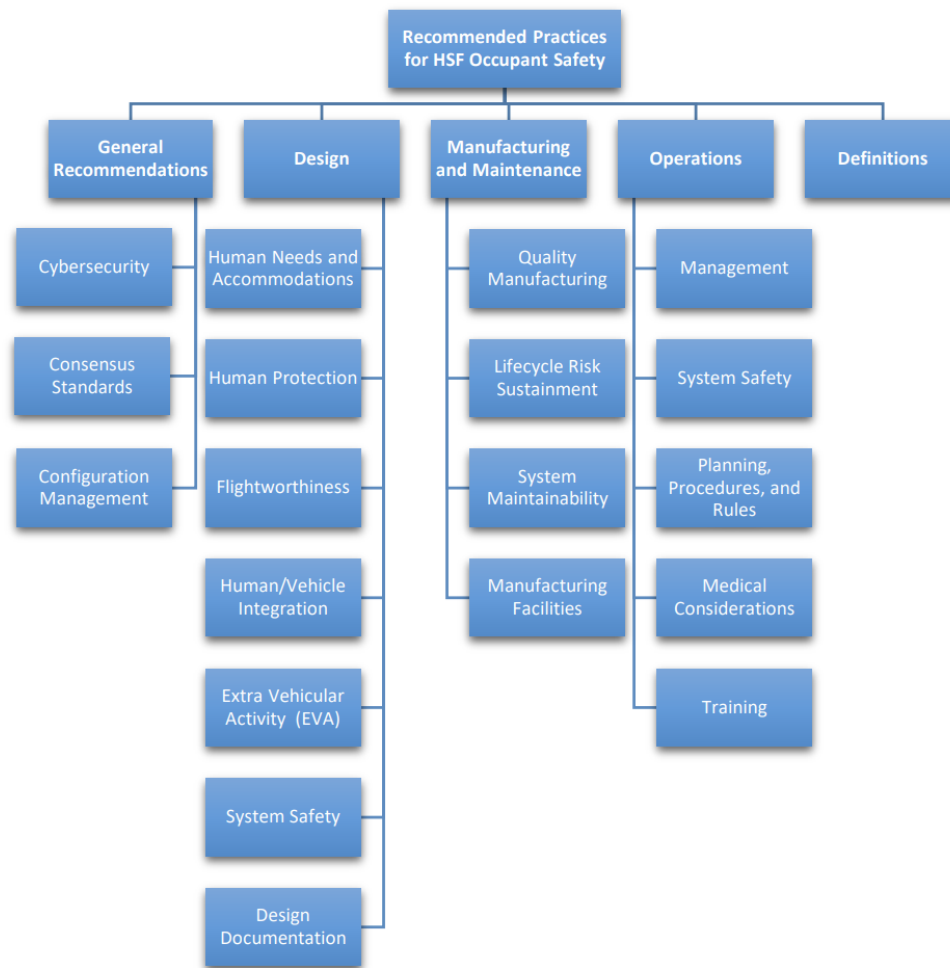 Recommended Practices
for HSF Occupant Safety
General
Recommendations
Design
Manufacturing
and Maintenance
Operations
Definitions
Cybersecurity
Consensus
Standards
Configuration
Management
Human Needs and
Accommodations
Human Protection
Flightworthiness
Human/Vehicle
Integration
Extra Vehicular
Activity (EVA)
System Safety
Design
Documentation
Quality
Manufacturing
Lifecycle Risk
Sustainment
System
Maintainability
Manufacturing
Facilities
Management
System Safety
Planning,
Procedures, and
Rules
Medical
Considerations
Training